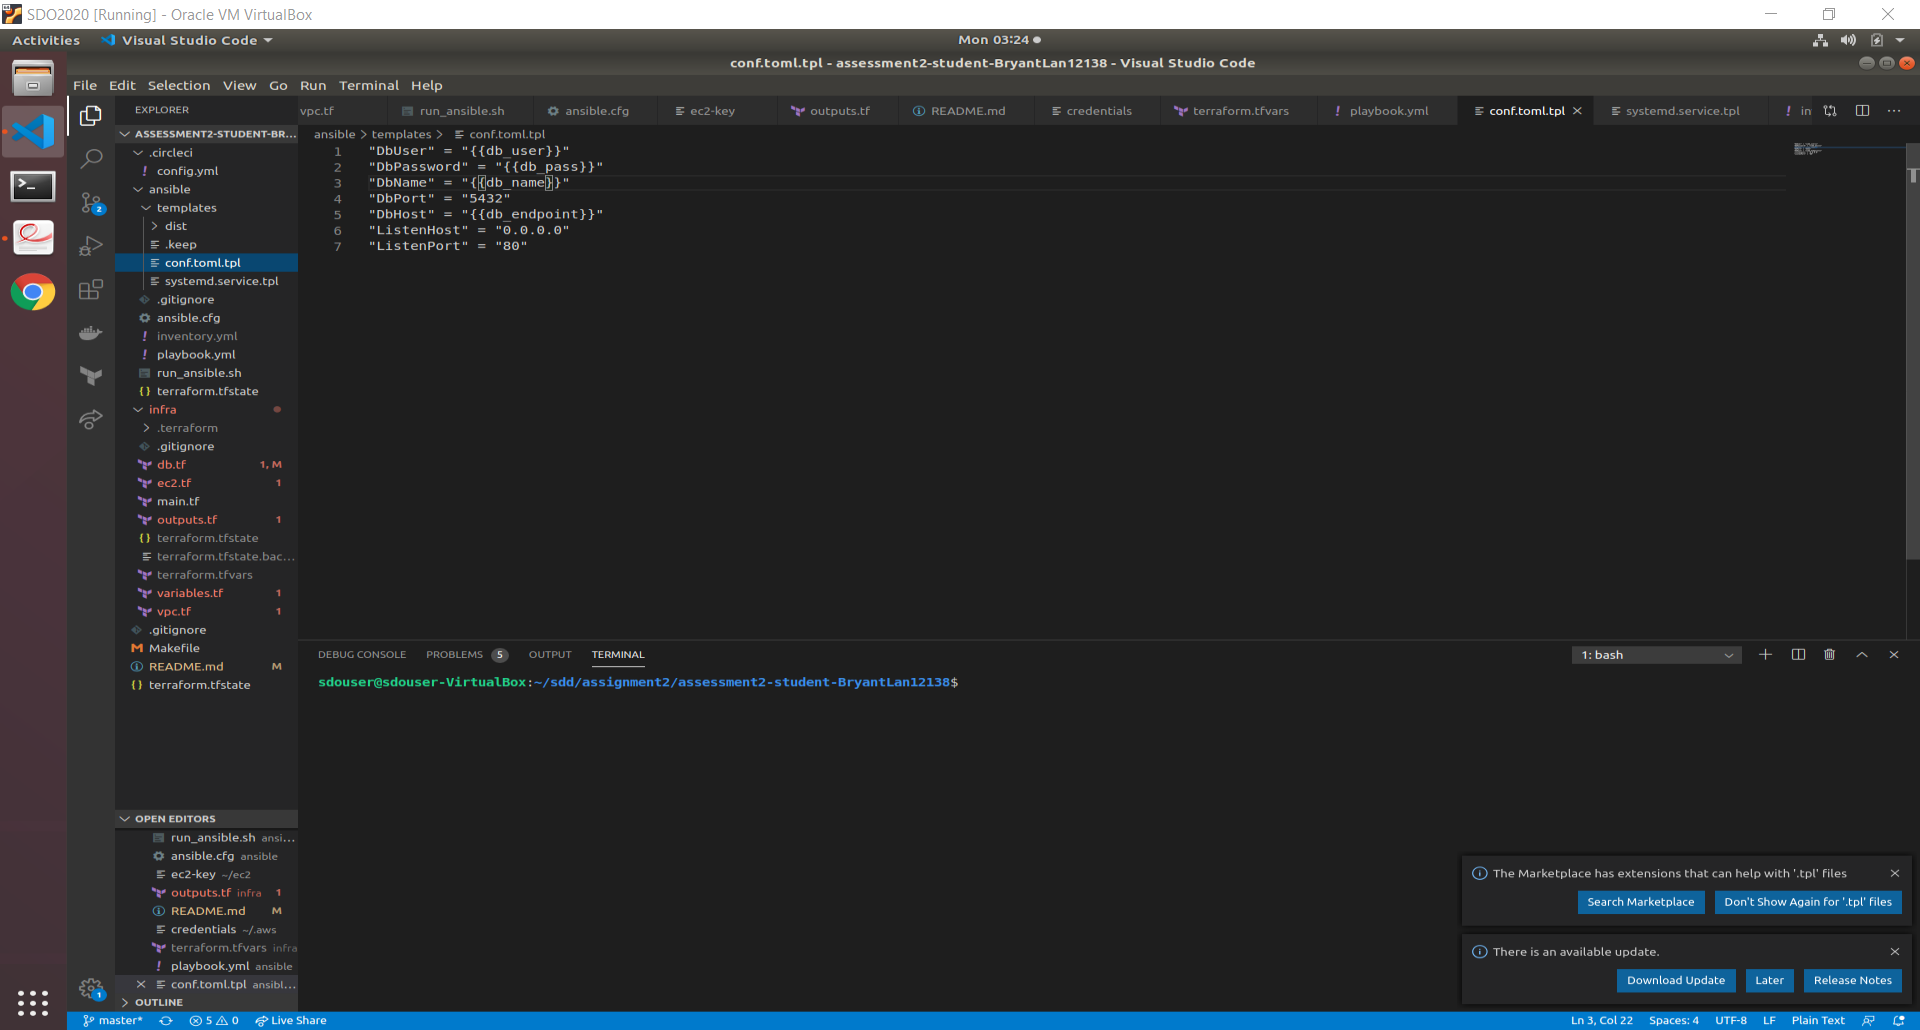 SDO2020 [Running] - Oracle VM VirtualBox
Activities
Visual Studio Code
Mon 03:24
conf.toml.tpl - assessment2-student-BryantLan12138 - Visual Studio Code
File Edit Selection View Go Run Terminal Help
EXPLORER
vpc.tf run_ansible.sh ansible.cfg ec2-key outputs.tf README.md credentials terraform.tfvars playbook.yml conf.toml.tpl systemd.service.tpl in
ansible > templates > conf.toml.tpl
1 "DbUser" = "{{db_user}}"
2 "DbPassword" = "{{db_pass}}"
3 "DbName" = "{{db_name}}"
4 "DbPort" = "5432"
5 "DbHost" = "{{db_endpoint}}"
6 "ListenHost" = "0.0.0.0"
7 "ListenPort" = "80"
ASSESSMENT2-STUDENT-BR...
.circleci
config.yml
ansible
templates
dist
.keep
conf.toml.tpl
systemd.service.tpl
.gitignore
ansible.cfg
inventory.yml
playbook.yml
run_ansible.sh
terraform.tfstate
infra
.terraform
.gitignore
db.tf 1, M
ec2.tf 1
main.tf
outputs.tf 1
terraform.tfstate
terraform.tfstate.bac...
terraform.tfvars
variables.tf 1
vpc.tf 1
.gitignore
Makefile
README.md M
terraform.tfstate
2
DEBUG CONSOLE PROBLEMS 5 OUTPUT TERMINAL
1: bash
sdouser@sdouser-VirtualBox:~/sdd/assignment2/assessment2-student-BryantLan12138$
OPEN EDITORS
run_ansible.sh ansi...
ansible.cfg ansible
ec2-key ~/ec2
outputs.tf infra 1
README.md M
credentials ~/.aws
terraform.tfvars infra
playbook.yml ansible
conf.toml.tpl ansibl...
OUTLINE
1
The Marketplace has extensions that can help with '.tpl' files
Search Marketplace
Don't Show Again for '.tpl' files
There is an available update.
Download Update
Later
Release Notes
master* 5 0 Live Share
Ln 3, Col 22 Spaces: 4 UTF-8 LF Plain Text